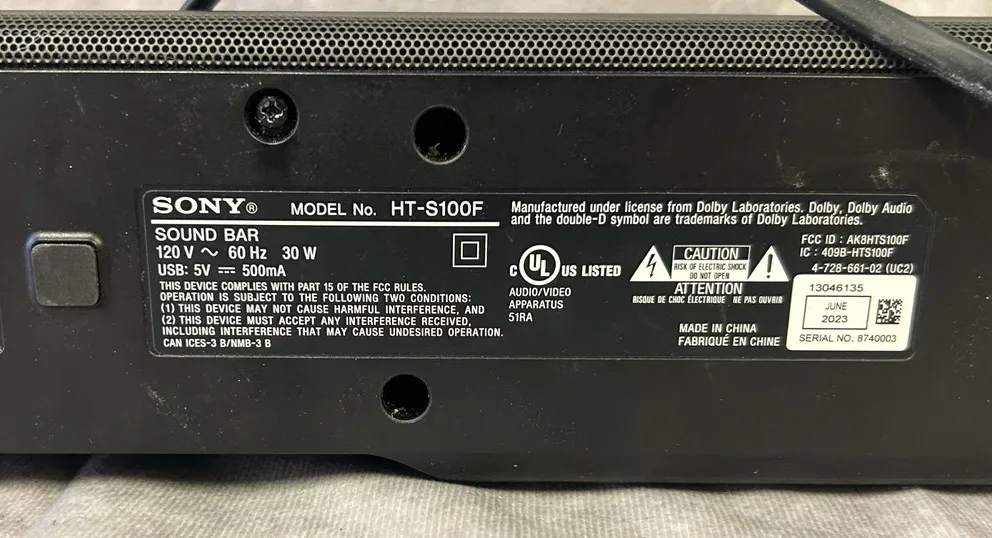 SONY® MODEL No. HT-S100F
SOUND BAR
120 V ~ 60 Hz 30 W
USB: 5V ⎓ 500mA
THIS DEVICE COMPLIES WITH PART 15 OF THE FCC RULES.
OPERATION IS SUBJECT TO THE FOLLOWING TWO CONDITIONS:
(1) THIS DEVICE MAY NOT CAUSE HARMFUL INTERFERENCE, AND
(2) THIS DEVICE MUST ACCEPT ANY INTERFERENCE RECEIVED,
INCLUDING INTERFERENCE THAT MAY CAUSE UNDESIRED OPERATION.
CAN ICES-3 B/NMB-3 B
Manufactured under license from Dolby Laboratories. Dolby, Dolby Audio
and the double-D symbol are trademarks of Dolby Laboratories.
C UL® US LISTED
AUDIO/VIDEO
APPARATUS
51RA
CAUTION
RISK OF ELECTRIC SHOCK
DO NOT OPEN
ATTENTION
RISQUE DE CHOC ÉLECTRIQUE NE PAS OUVRIR
MADE IN CHINA
FABRIQUÉ EN CHINE
FCC ID : AK8HTS100F
IC : 409B-HTS100F
4-728-661-02 (UC2)
13046135
JUNE
2023
SERIAL NO. 8740003